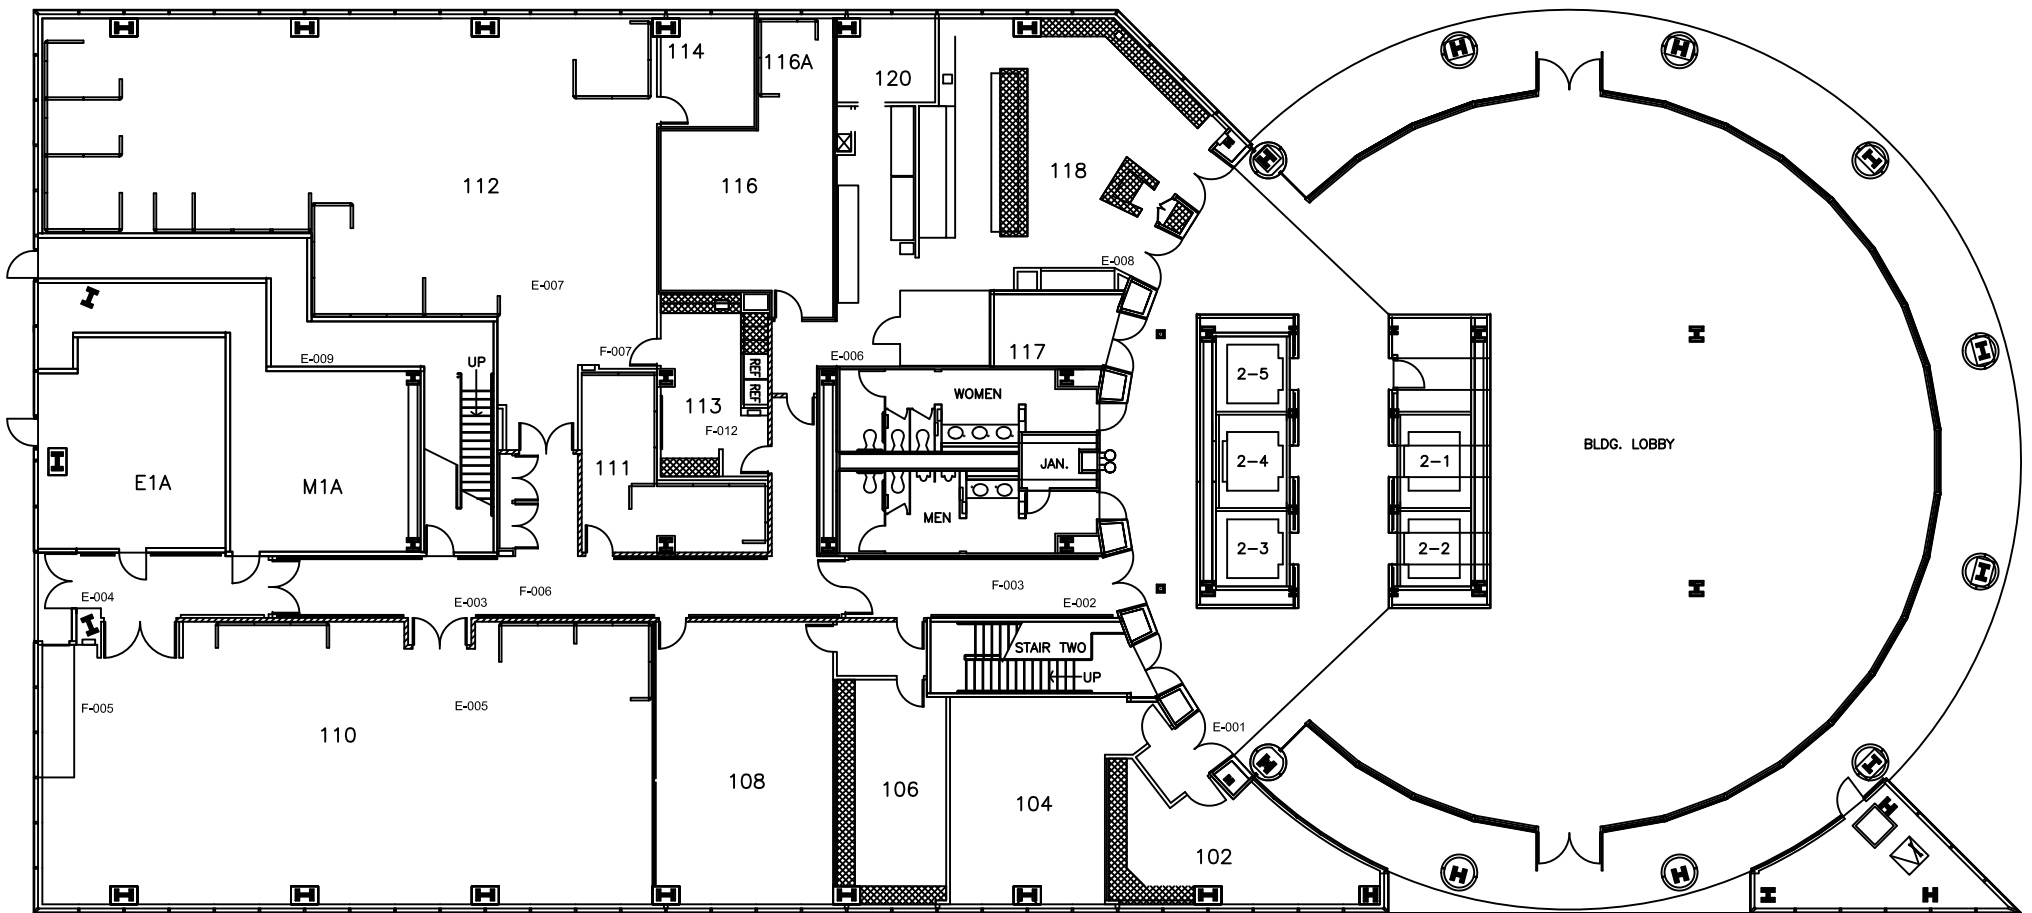 114
116A
120
112
116
118
E-007
E-008
E-009
UP
F-007
E-006
117
REF
REF
WOMEN
113
F-012
2-5
2-4
2-1
BLDG. LOBBY
E1A
M1A
111
JAN.
MEN
2-3
2-2
E-004
E-003
F-006
F-003
E-002
STAIR TWO
UP
F-005
E-005
E-001
110
108
106
104
102